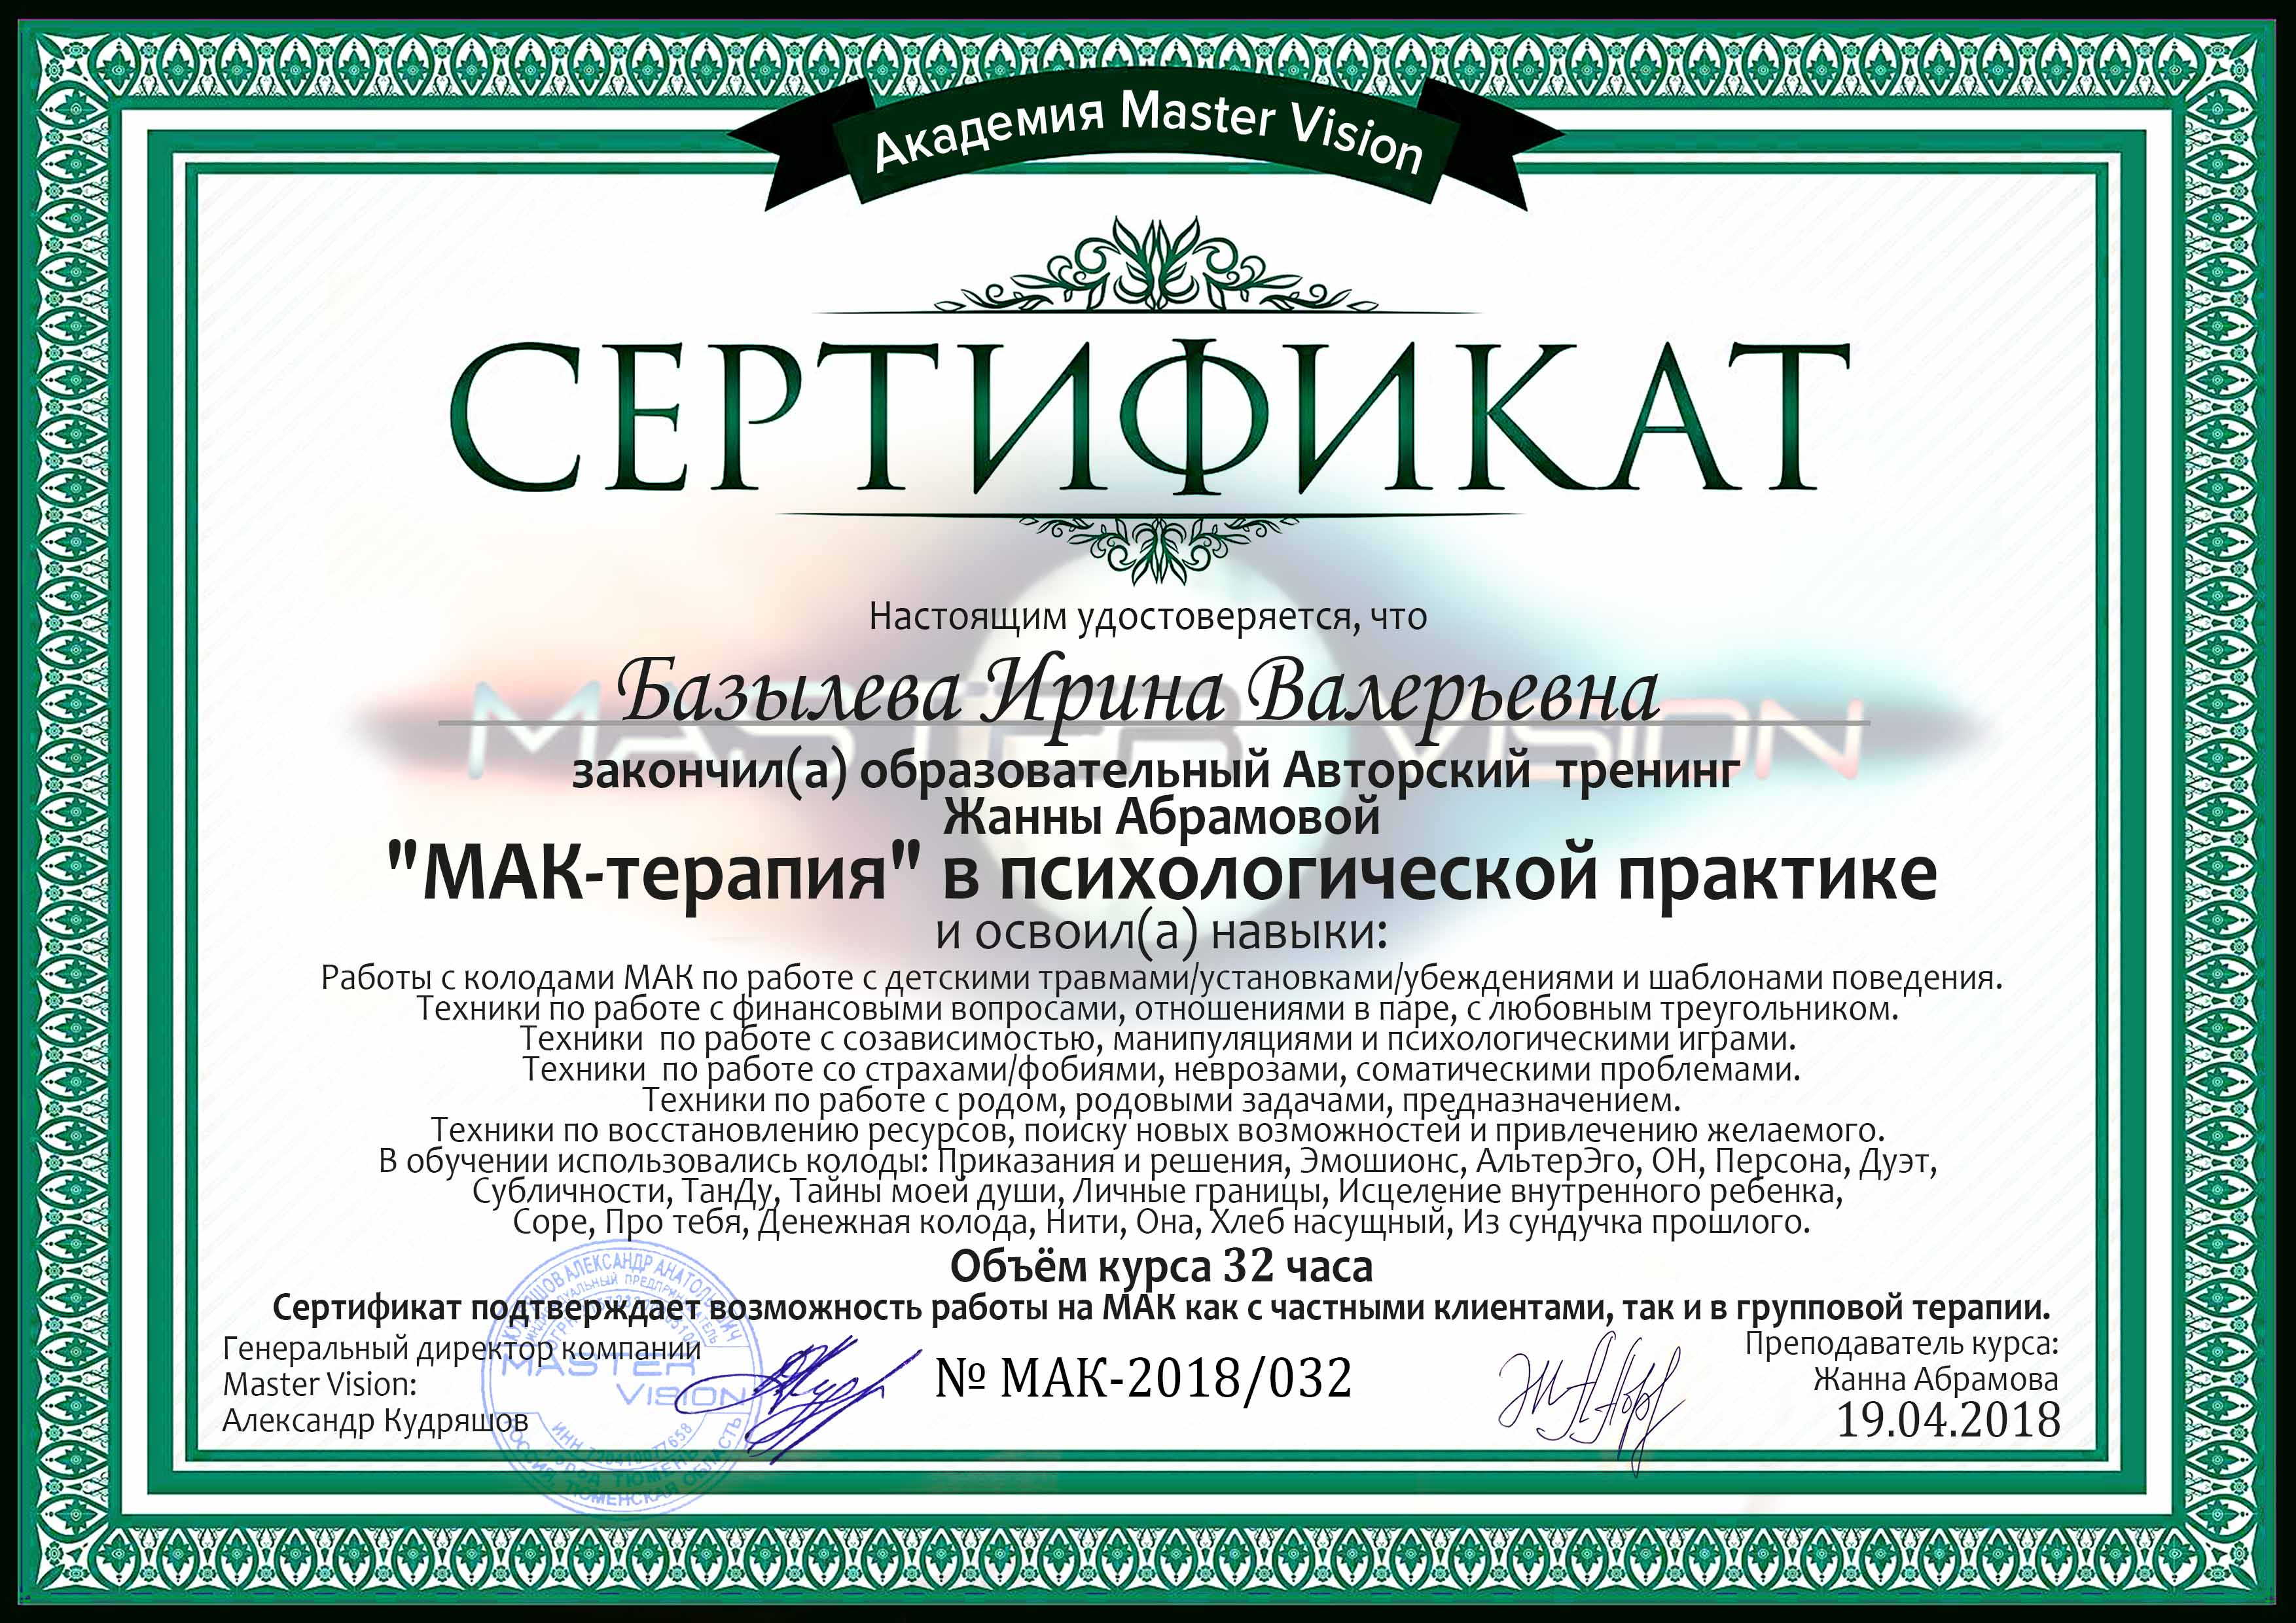 Академия Master Vision
СЕРТИФИКАТ
Настоящим удостоверяется, что
Базылева Ирина Валерьевна
MASTER VISION
закончил(а) образовательный Авторский тренинг
Жанны Абрамовой
"МАК-терапия" в психологической практике
и освоил(а) навыки:
Работы с колодами МАК по работе с детскими травмами/установками/убеждениями и шаблонами поведения.
Техники по работе с финансовыми вопросами, отношениями в паре, с любовным треугольником.
Техники по работе с созависимостью, манипуляциями и психологическими играми.
Техники по работе со страхами/фобиями, неврозами, соматическими проблемами.
Техники по работе с родом, родовыми задачами, предназначением.
Техники по восстановлению ресурсов, поиску новых возможностей и привлечению желаемого.
В обучении использовались колоды: Приказания и решения, Эмошионс, АльтерЭго, ОН, Персона, Дуэт,
Субличности, ТанДу, Тайны моей души, Личные границы, Исцеление внутренного ребенка,
Соре, Про тебя, Денежная колода, Нити, Она, Хлеб насущный, Из сундучка прошлого.
Объём курса 32 часа
Сертификат подтверждает возможность работы на МАК как с частными клиентами, так и в групповой терапии.
Генеральный директор компании
Master Vision:
Александр Кудряшов
КУДРЯШОВ АЛЕКСАНДР АНАТОЛЬЕВИЧ
ИНДИВИДУАЛЬНЫЙ ПРЕДПРИНИМАТЕЛЬ
MASTER
VISION
ГОРОД ТЮМЕНЬ
РОССИЯ, ТЮМЕНСКАЯ ОБЛАСТЬ
№ МАК-2018/032
Преподаватель курса:
Жанна Абрамова
19.04.2018